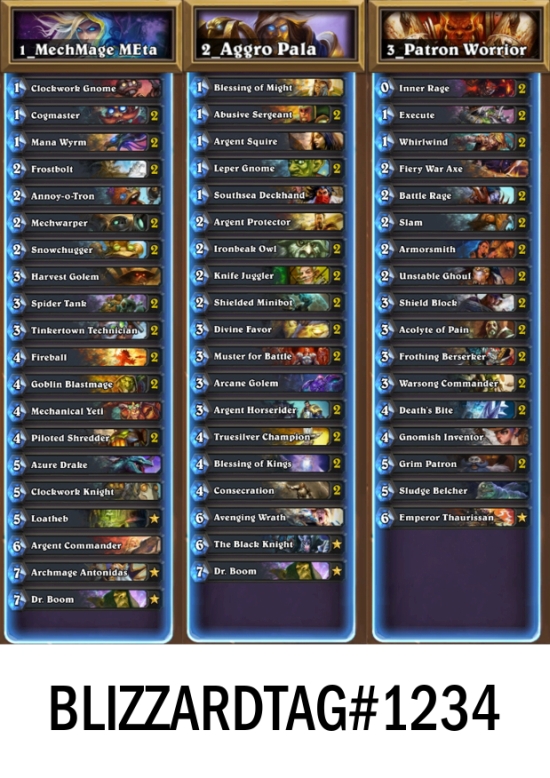 1_MechMage MEta
1 Clockwork Gnome
1 Cogmaster 2
1 Mana Wyrm 2
2 Frostbolt 2
2 Annoy-o-Tron 2
2 Mechwarper 2
2 Snowchugger 2
3 Harvest Golem
3 Spider Tank 2
3 Tinkertown Technician 2
4 Fireball 2
4 Goblin Blastmage 2
4 Mechanical Yeti
4 Piloted Shredder 2
5 Azure Drake
5 Clockwork Knight
5 Loatheb
6 Argent Commander
7 Archmage Antonidas
7 Dr. Boom
2_Aggro Pala
1 Blessing of Might 2
1 Abusive Sergeant 2
1 Argent Squire
1 Leper Gnome 2
1 Southsea Deckhand 2
2 Argent Protector 2
2 Ironbeak Owl 2
2 Knife Juggler 2
2 Shielded Minibot 2
3 Divine Favor 2
3 Muster for Battle 2
3 Arcane Golem
3 Argent Horserider 2
4 Truesilver Champion 2
4 Blessing of Kings 2
4 Consecration 2
6 Avenging Wrath
6 The Black Knight
7 Dr. Boom
3_Patron Worrior
0 Inner Rage 2
1 Execute 2
1 Whirlwind 2
2 Fiery War Axe 2
2 Battle Rage 2
2 Slam 2
2 Armorsmith 2
2 Unstable Ghoul 2
3 Shield Block
3 Acolyte of Pain 2
3 Frothing Berserker 2
3 Warsong Commander 2
4 Death's Bite 2
4 Gnomish Inventor
5 Grim Patron 2
5 Sludge Belcher
6 Emperor Thaurissan
BLIZZARDTAG#1234